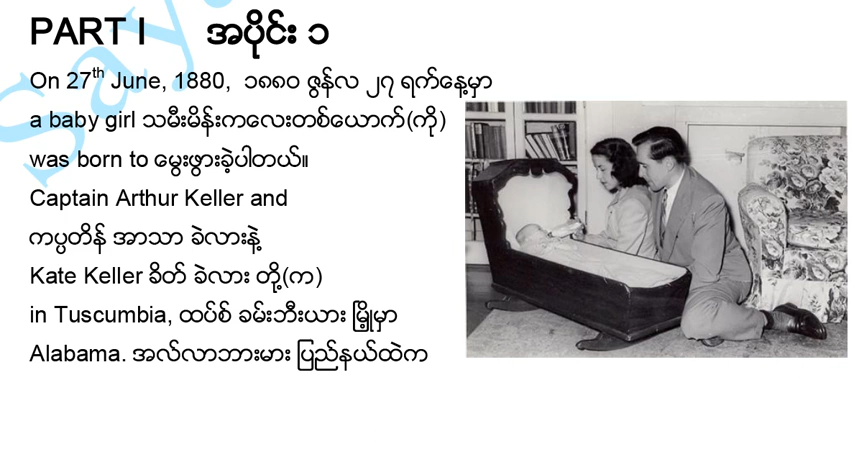 Say
PART I အပိုင်း ၁
On 27th June, 1880, ၁၈၈၀ ဇွန်လ ၂၇ ရက်နေ့မှာ
a baby girl သမီးမိန်းကလေးတစ်ယောက်(ကို)
was born to မွေးဖွားခဲ့ပါတယ်။
Captain Arthur Keller and
ကပ္ပတိန် အာသာ ခဲလားနဲ့
Kate Keller ခိတ် ခဲလား တို့(က)
in Tuscumbia, ထပ်စ် ခမ်းဘီးယား မြို့မှာ
Alabama. အလ်လာဘားမား ပြည်နယ်ထဲက